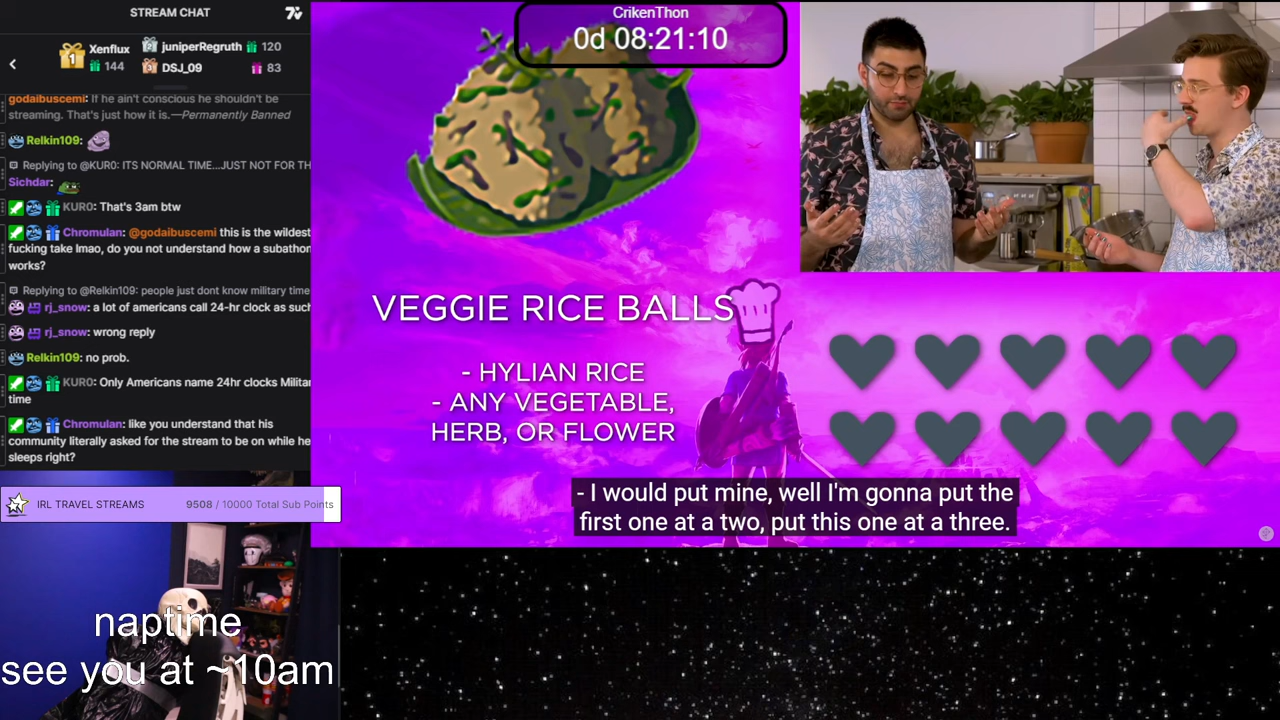 STREAM CHAT
1 Xenflux 144
2 juniperRegruth 120
3 DSJ_09 83
godaibuscemi: If he ain't conscious he shouldn't be
streaming. That's just how it is.—Permanently Banned
Relkin109:
Replying to @KUR0: ITS NORMAL TIME...JUST NOT FOR TH
Sichdar:
KUR0: That's 3am btw
Chromulan: @godaibuscemi this is the wildest
fucking take lmao, do you not understand how a subathon
works?
Replying to @Relkin109: people just dont know military time
rj_snow: a lot of americans call 24-hr clock as such
rj_snow: wrong reply
Relkin109: no prob.
KUR0: Only Americans name 24hr clocks Milita
time
Chromulan: like you understand that his
community literally asked for the stream to be on while he
sleeps right?
IRL TRAVEL STREAMS 9508 / 10000 Total Sub Points
naptime
see you at ~10am
CrikenThon
0d 08:21:10
VEGGIE RICE BALLS
- HYLIAN RICE
- ANY VEGETABLE,
HERB, OR FLOWER
- I would put mine, well I'm gonna put the
first one at a two, put this one at a three.